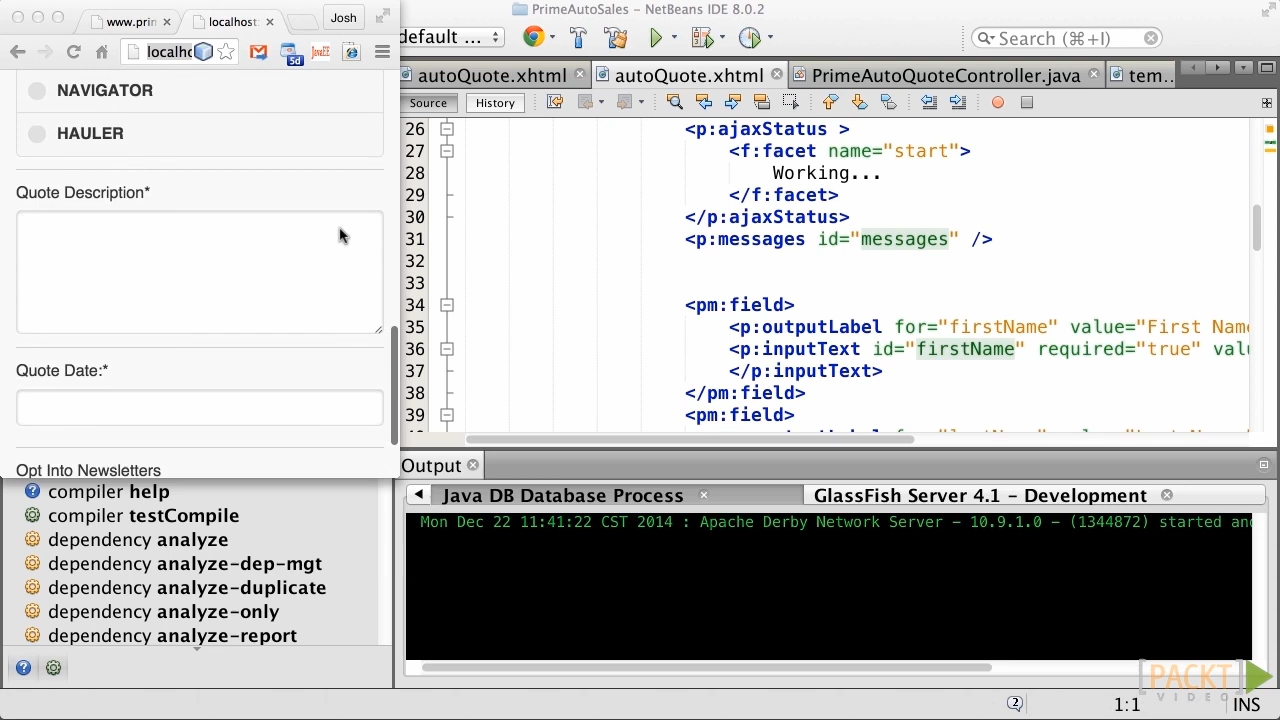 PrimeAutoSales – NetBeans IDE 8.0.2
www.prin
localhost:
Josh
localho
5d
default ...
Search (⌘+I)
NAVIGATOR
HAULER
Quote Description*
Quote Date:*
Opt Into Newsletters
autoQuote.xhtml
autoQuote.xhtml
PrimeAutoQuoteController.java
tem...
Source
History
26 <p:ajaxStatus >
27 <f:facet name="start">
28 Working...
29 </f:facet>
30 </p:ajaxStatus>
31 <p:messages id="messages" />
32
33
34 <pm:field>
35 <p:outputLabel for="firstName" value="First Name
36 <p:inputText id="firstName" required="true" valu
37 </p:inputText>
38 </pm:field>
39 <pm:field>
compiler help
compiler testCompile
dependency analyze
dependency analyze-dep-mgt
dependency analyze-duplicate
dependency analyze-only
dependency analyze-report
Output
Java DB Database Process
GlassFish Server 4.1 – Development
Mon Dec 22 11:41:22 CST 2014 : Apache Derby Network Server - 10.9.1.0 - (1344872) started and
PACKT
VIDEO
2
1:1
INS